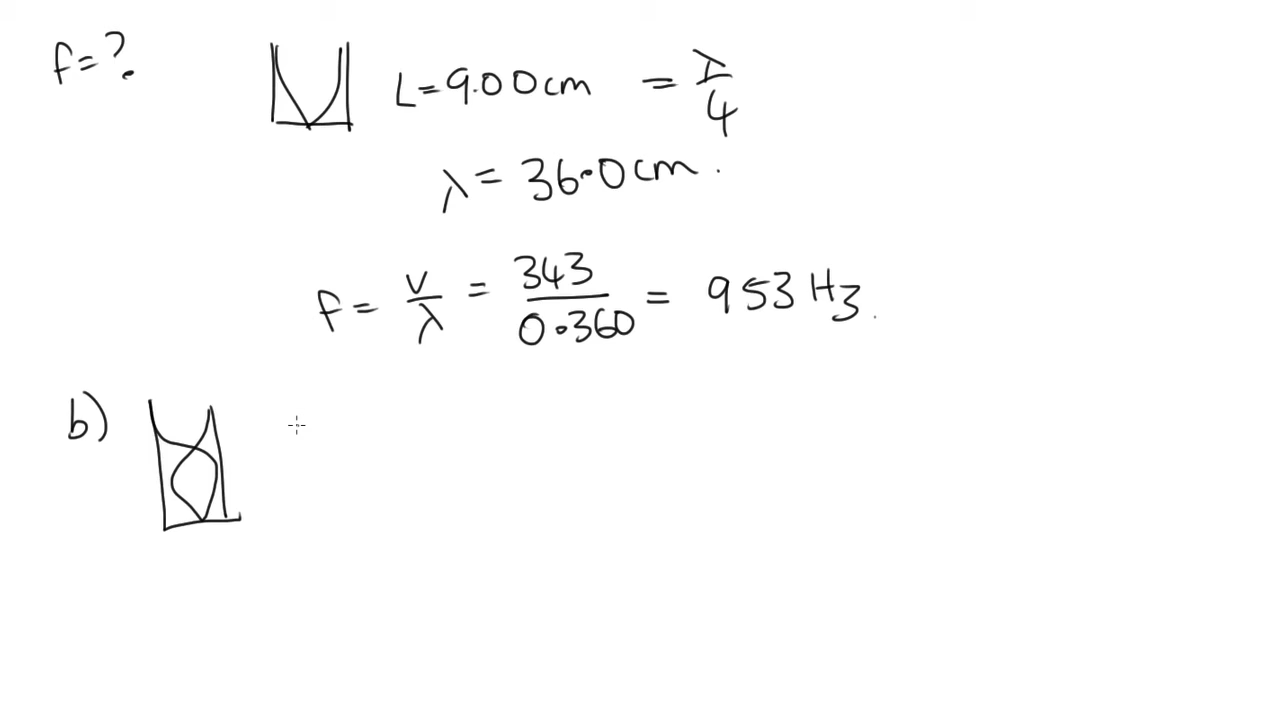 f = ?
L = 9.00cm = λ/4
λ = 36.0cm.
f = v/λ = 343/0.360 = 953 Hz.
b)